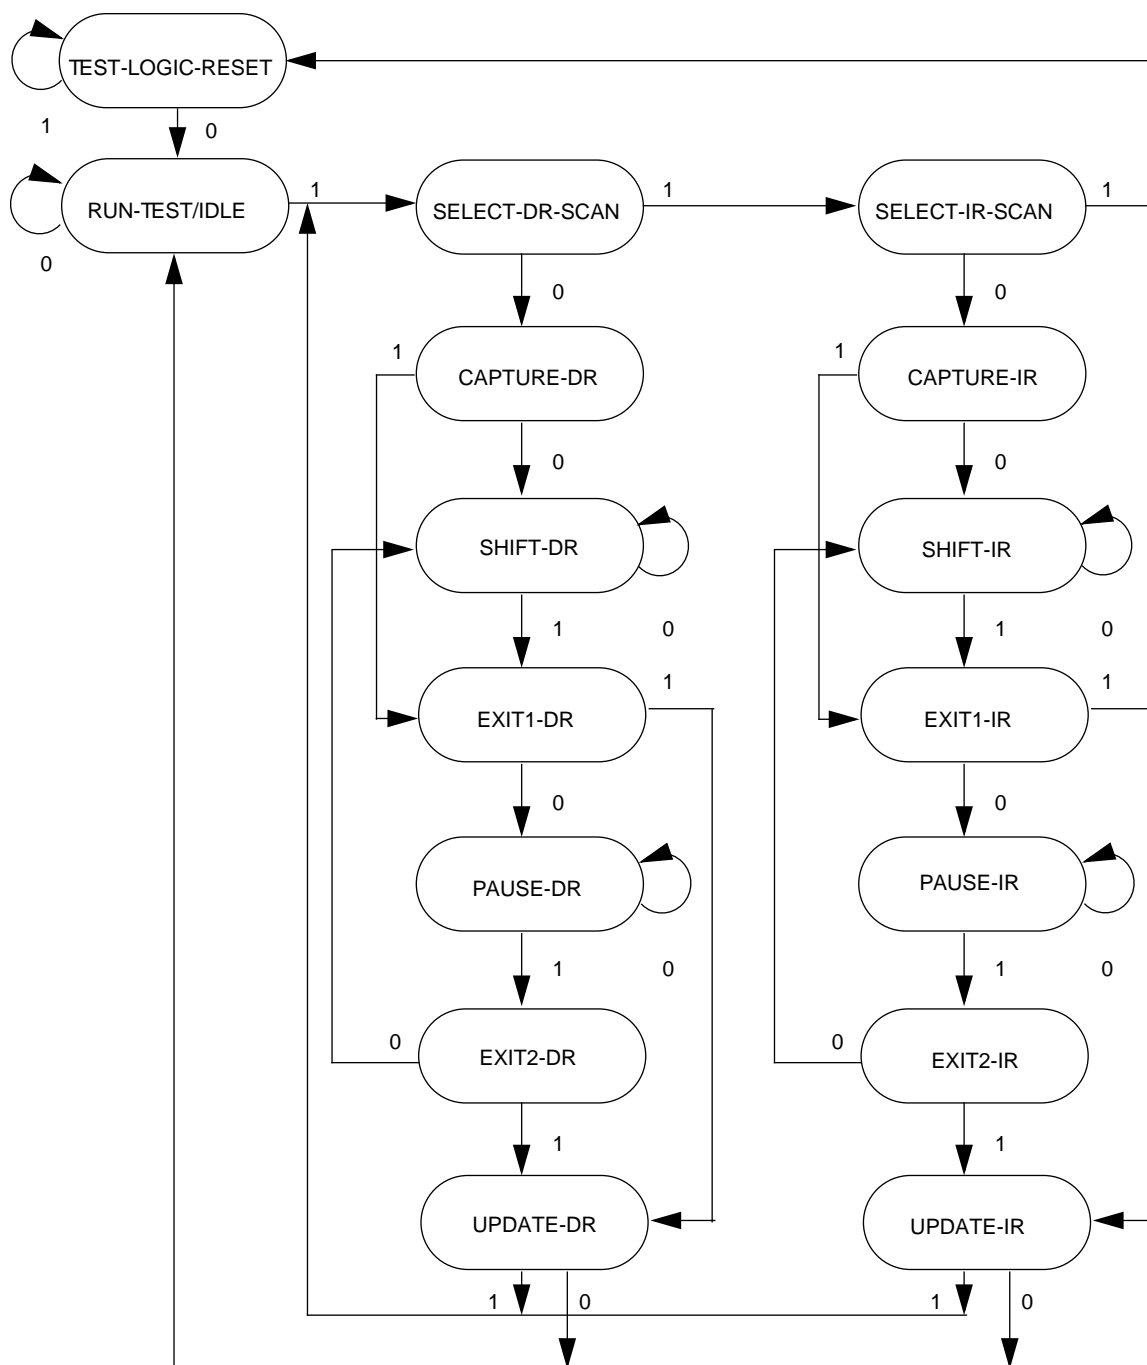 TEST-LOGIC-RESET
1
0
RUN-TEST/IDLE
1
SELECT-DR-SCAN
1
SELECT-IR-SCAN
1
0
0
0
1
CAPTURE-DR
1
CAPTURE-IR
0
0
SHIFT-DR
SHIFT-IR
1
0
1
0
EXIT1-DR
1
EXIT1-IR
1
0
0
PAUSE-DR
PAUSE-IR
1
0
1
0
0
EXIT2-DR
0
EXIT2-IR
1
1
UPDATE-DR
UPDATE-IR
1
0
1
0